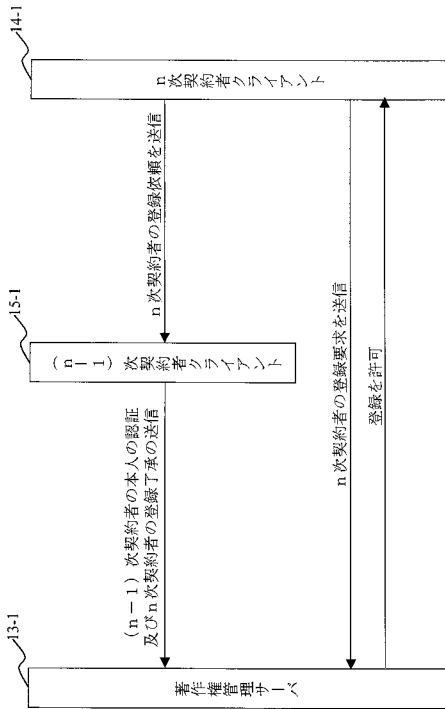 14-1
n次契約者クライアント
n次契約者の登録依頼を送信
15-1
(n-1)次契約者クライアント
(n-1)次契約者の本人の認証
及びn次契約者の登録了承の送信
n次契約者の登録要求を送信
登録を許可
13-1
著作権管理サーバ